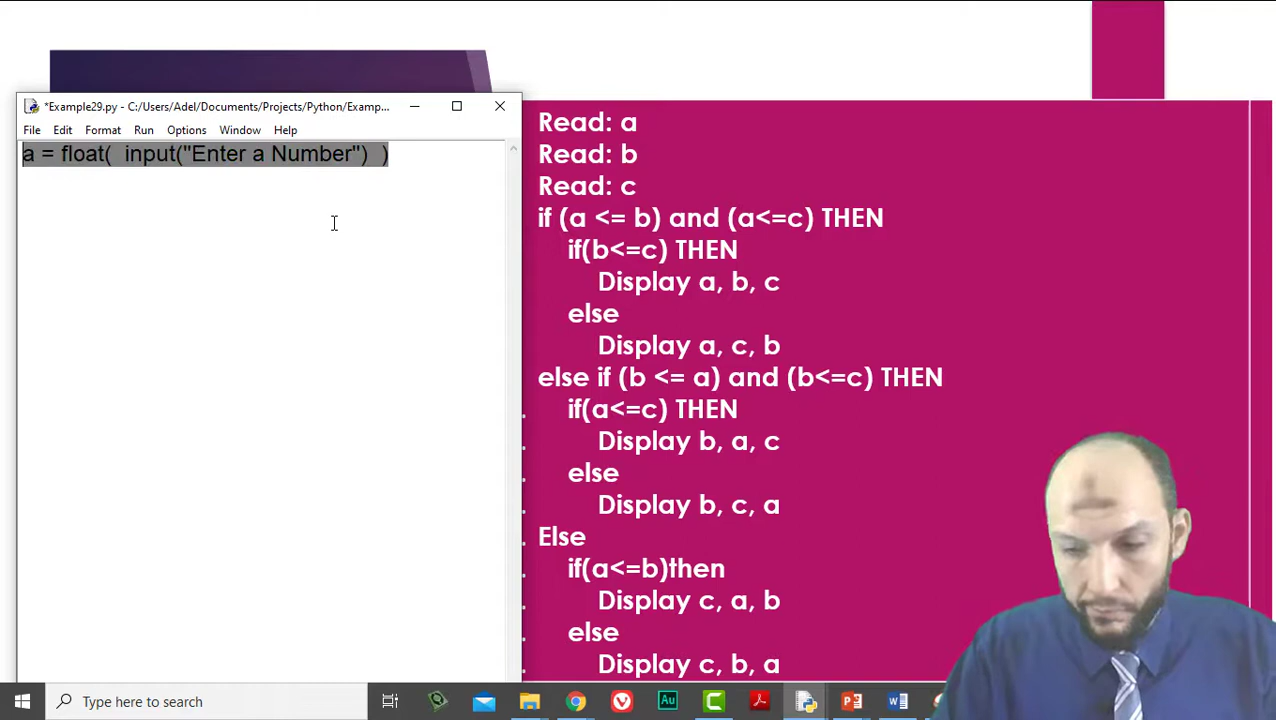 *Example29.py - C:/Users/Adel/Documents/Projects/Python/Examp...
File Edit Format Run Options Window Help
a = float(  input("Enter a Number")  )
Read: a
Read: b
Read: c
if (a <= b) and (a<=c) THEN
if(b<=c) THEN
Display a, b, c
else
Display a, c, b
else if (b <= a) and (b<=c) THEN
if(a<=c) THEN
Display b, a, c
else
Display b, c, a
Else
if(a<=b)then
Display c, a, b
else
Display c, b, a
Type here to search
Au